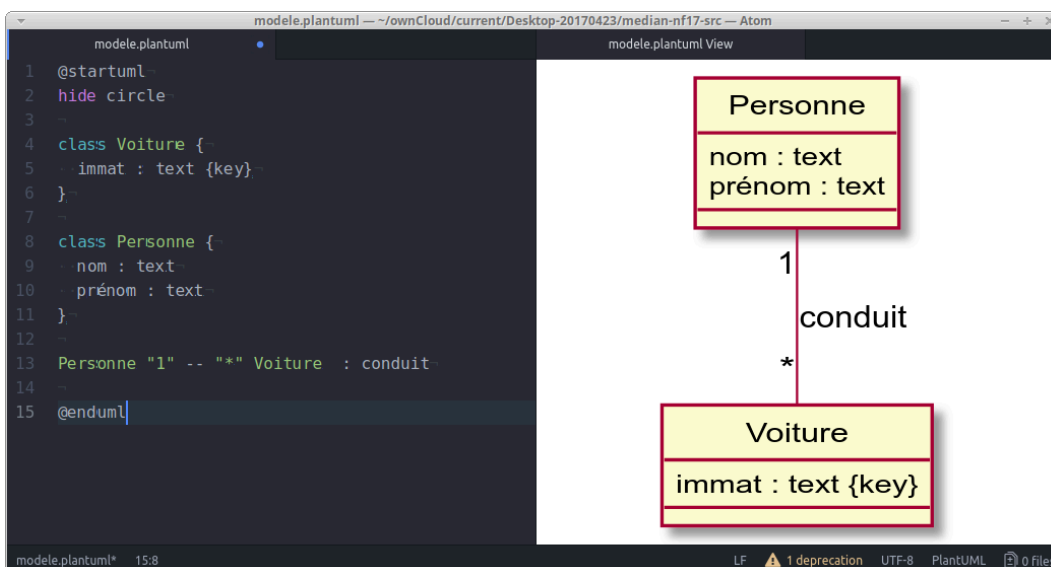 modele.plantuml — ~/ownCloud/current/Desktop-20170423/median-nf17-src — Atom
modele.plantuml
modele.plantuml View
1 @startuml
2 hide circle
3
4 class Voiture {
5 immat : text {key}
6 }
7
8 class Personne {
9 nom : text
10 prénom : text
11 }
12
13 Personne "1" -- "*" Voiture  : conduit
14
15 @enduml
Personne
nom : text
prénom : text
1
conduit
*
Voiture
immat : text {key}
modele.plantuml* 15:8
LF 1 deprecation UTF-8 PlantUML 0 files